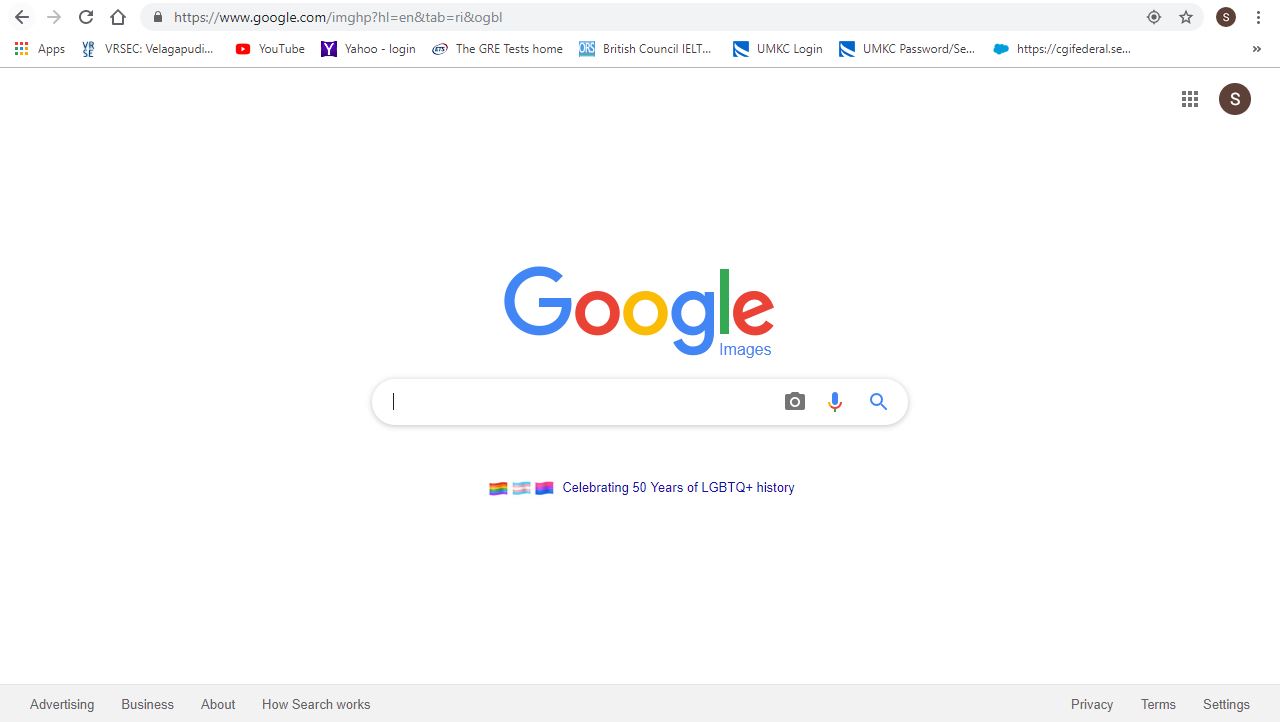 https://www.google.com/imghp?hl=en&tab=ri&ogbl
S
Apps VRSEC: Velagapudi... YouTube Yahoo - login The GRE Tests home British Council IELT... UMKC Login UMKC Password/Se... https://cgifederal.se... »
S
Google
Images
Celebrating 50 Years of LGBTQ+ history
Advertising Business About How Search works Privacy Terms Settings